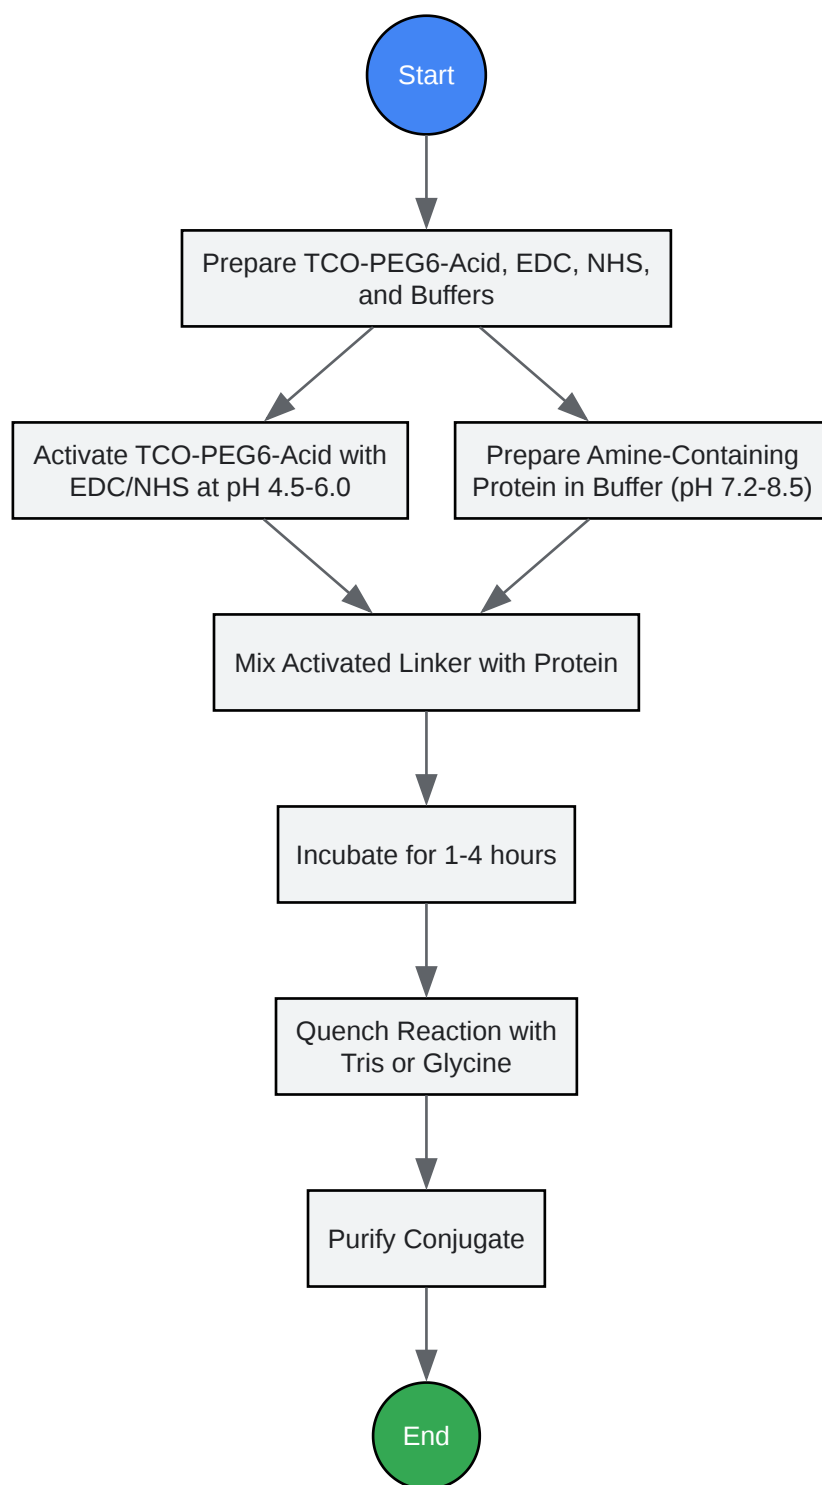 Start
Prepare TCO-PEG6-Acid, EDC, NHS,
and Buffers
Activate TCO-PEG6-Acid with
EDC/NHS at pH 4.5-6.0
Prepare Amine-Containing
Protein in Buffer (pH 7.2-8.5)
Mix Activated Linker with Protein
Incubate for 1-4 hours
Quench Reaction with
Tris or Glycine
Purify Conjugate
End